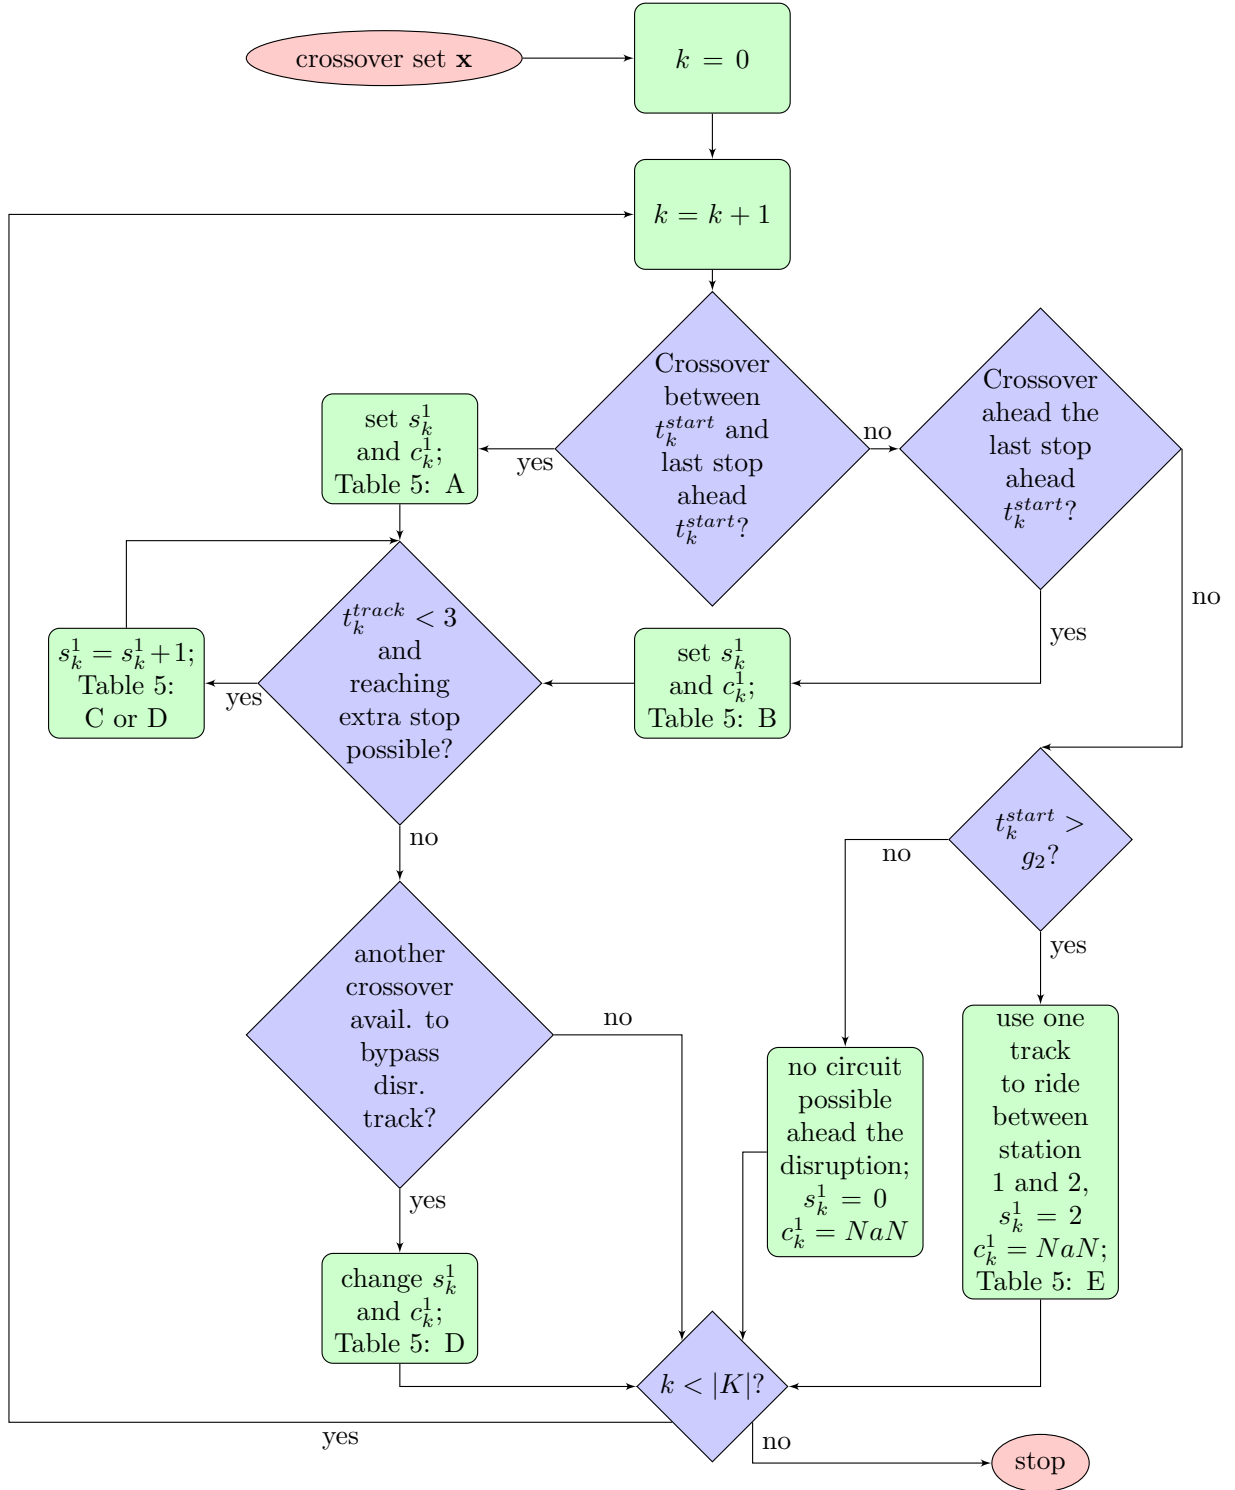 crossover set x
k = 0
k = k + 1
Crossover
between
t_k^{start} and
last stop
ahead
t_k^{start}?
no
Crossover
ahead the
last stop
ahead
t_k^{start}?
yes
set s_k^1
and c_k^1;
Table 5: A
no
yes
t_k^{track} < 3
and
reaching
extra stop
possible?
yes
s_k^1 = s_k^1 + 1;
Table 5:
C or D
set s_k^1
and c_k^1;
Table 5: B
no
t_k^{start} >
g_2?
no
yes
another
crossover
avail. to
bypass
disr.
track?
no
yes
no circuit
possible
ahead the
disruption;
s_k^1 = 0
c_k^1 = NaN
use one
track
to ride
between
station
1 and 2,
s_k^1 = 2
c_k^1 = NaN;
Table 5: E
change s_k^1
and c_k^1;
Table 5: D
k < |K|?
yes
no
stop